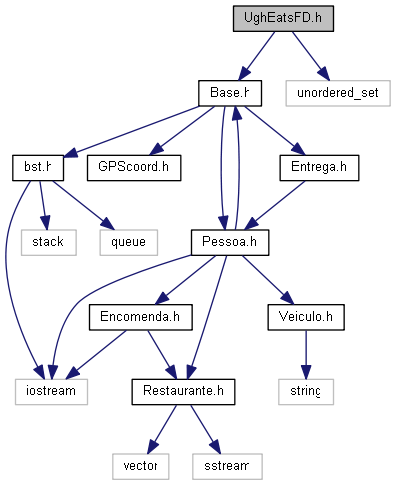 UghEatsFD.h
Base.h
unordered_set
bst.h
GPScoord.h
Entrega.h
stack
queue
Pessoa.h
Encomenda.h
Veiculo.h
iostream
Restaurante.h
string
vector
sstream